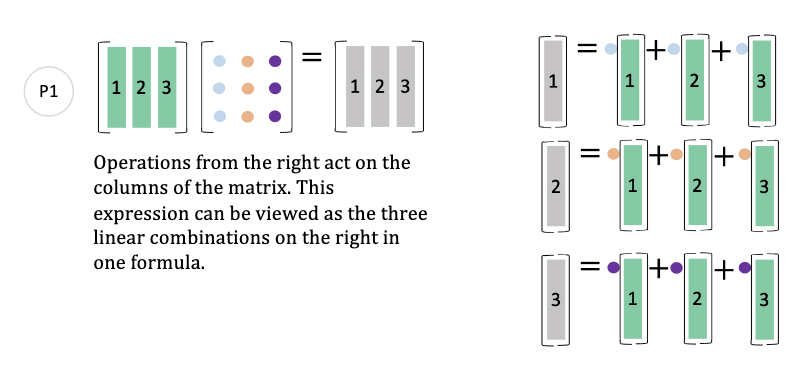 P1
1 2 3 = 1 2 3
Operations from the right act on the
columns of the matrix. This
expression can be viewed as the three
linear combinations on the right in
one formula.
1 = 1 + 2 + 3
2 = 1 + 2 + 3
3 = 1 + 2 + 3